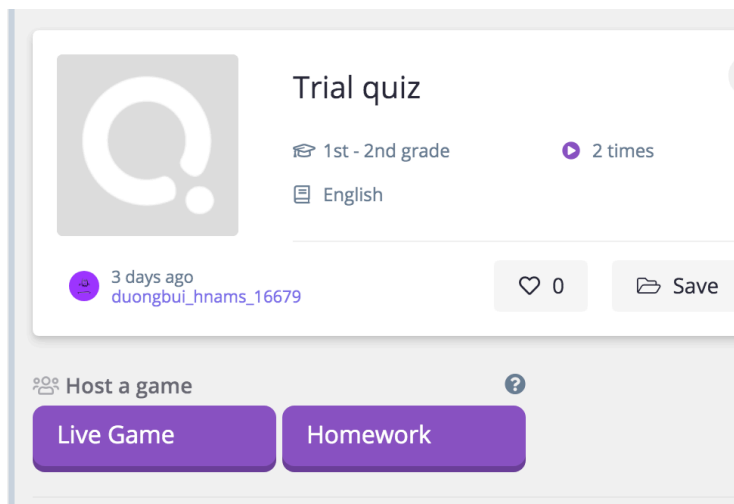 Trial quiz
1st - 2nd grade
2 times
English
3 days ago
duongbui_hnams_16679
0
Save
Host a game
?
Live Game
Homework